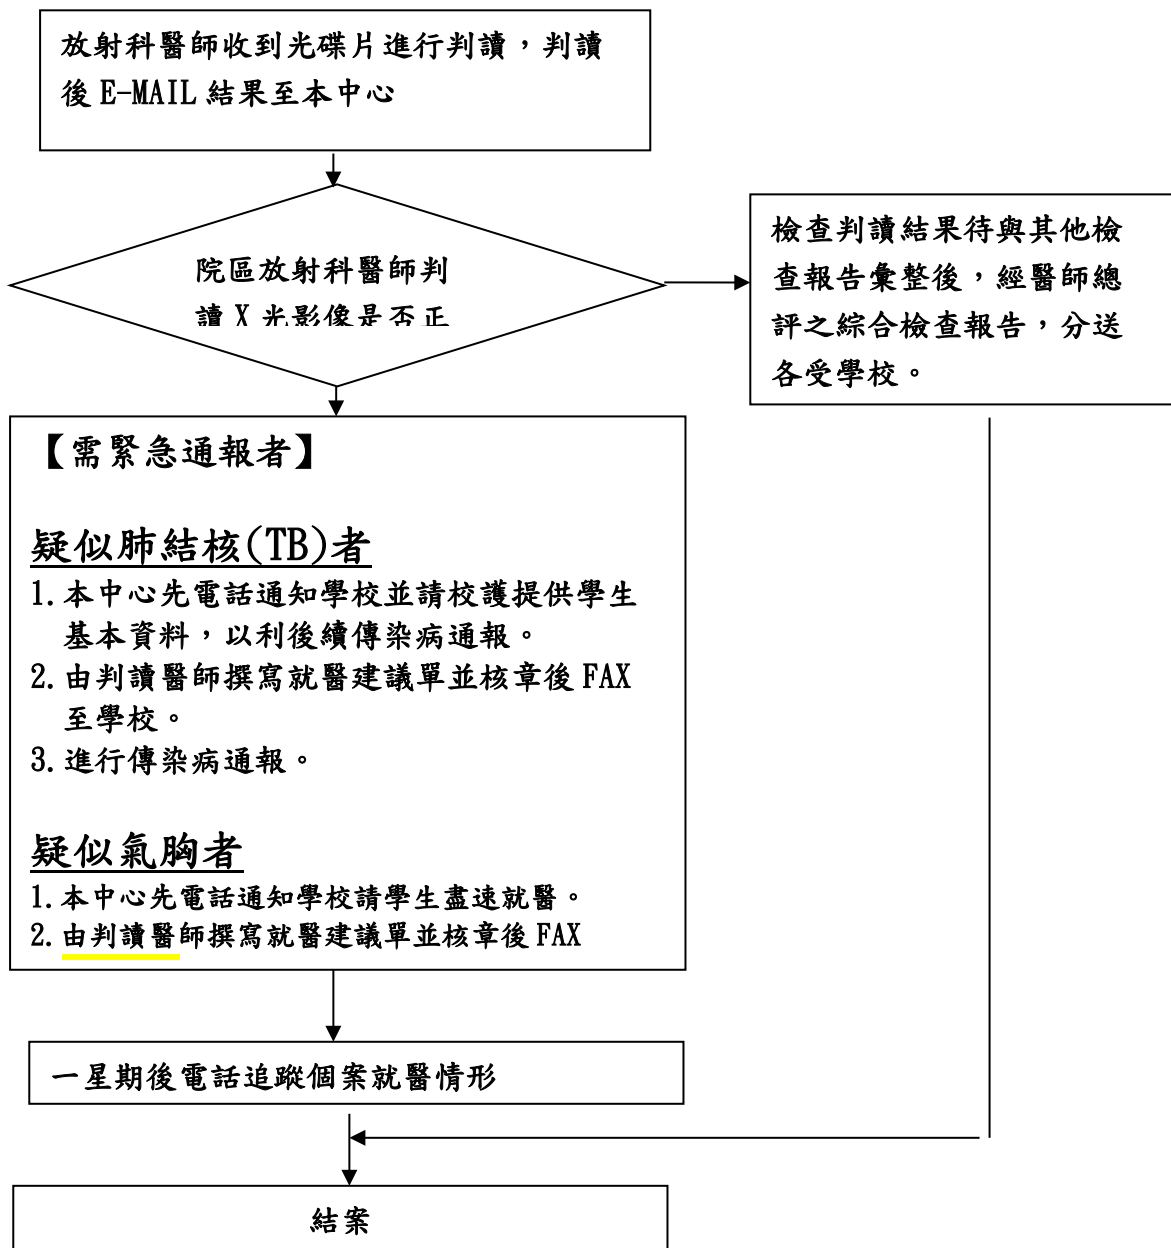 放射科醫師收到光碟片進行判讀，判讀
後 E-MAIL 結果至本中心
院區放射科醫師判
讀 X 光影像是否正
檢查判讀結果待與其他檢
查報告彙整後，經醫師總
評之綜合檢查報告，分送
各受學校。
【需緊急通報者】
疑似肺結核(TB)者
1.本中心先電話通知學校並請校護提供學生
基本資料，以利後續傳染病通報。
2.由判讀醫師撰寫就醫建議單並核章後 FAX
至學校。
3.進行傳染病通報。
疑似氣胸者
1.本中心先電話通知學校請學生盡速就醫。
2.由判讀醫師撰寫就醫建議單並核章後 FAX
一星期後電話追蹤個案就醫情形
結案